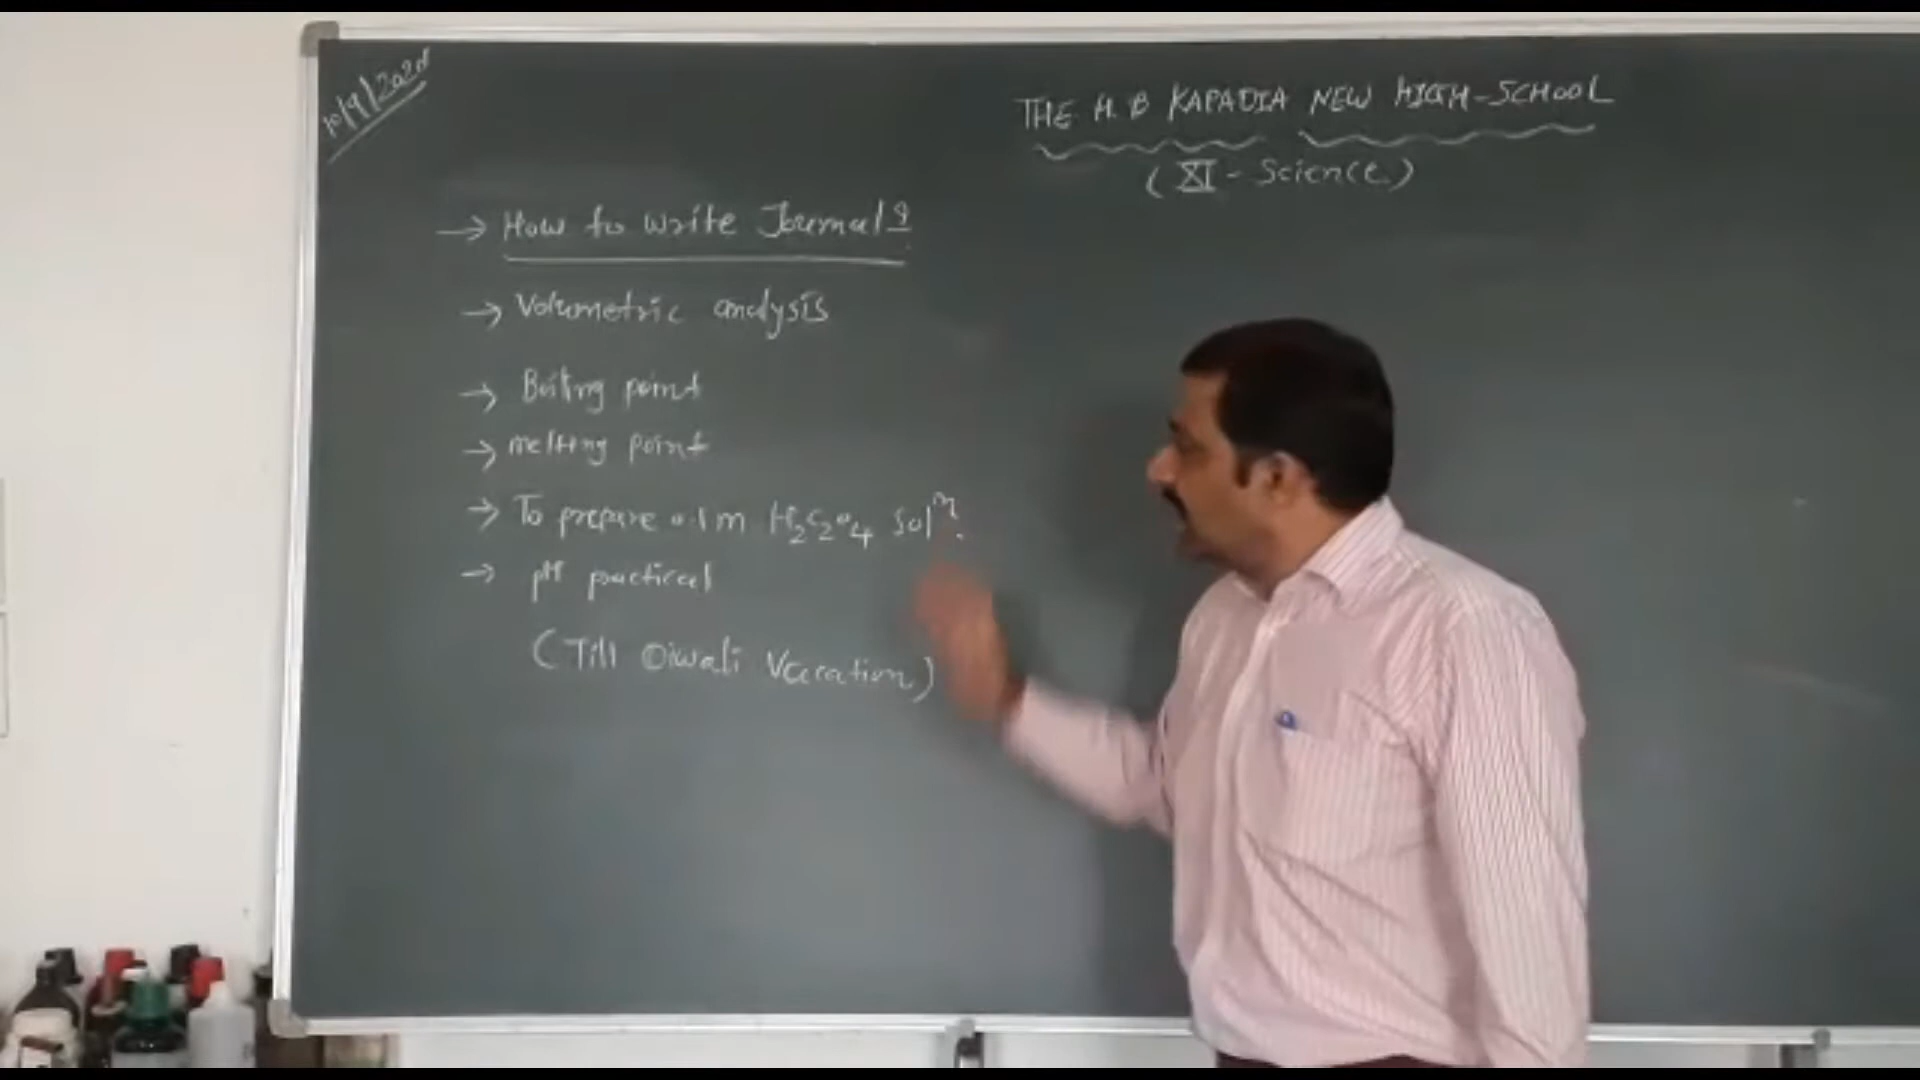 10/9/2021
THE H.B KAPADIA NEW HIGH-SCHOOL
(XI - Science)
→ How to write Journal?
→ Volumetric analysis
→ Boiling point
→ melting point
→ To prepare 0.1 m H₂C₂O₄ Solⁿ.
→ pH practical
(Till Diwali Vacation)